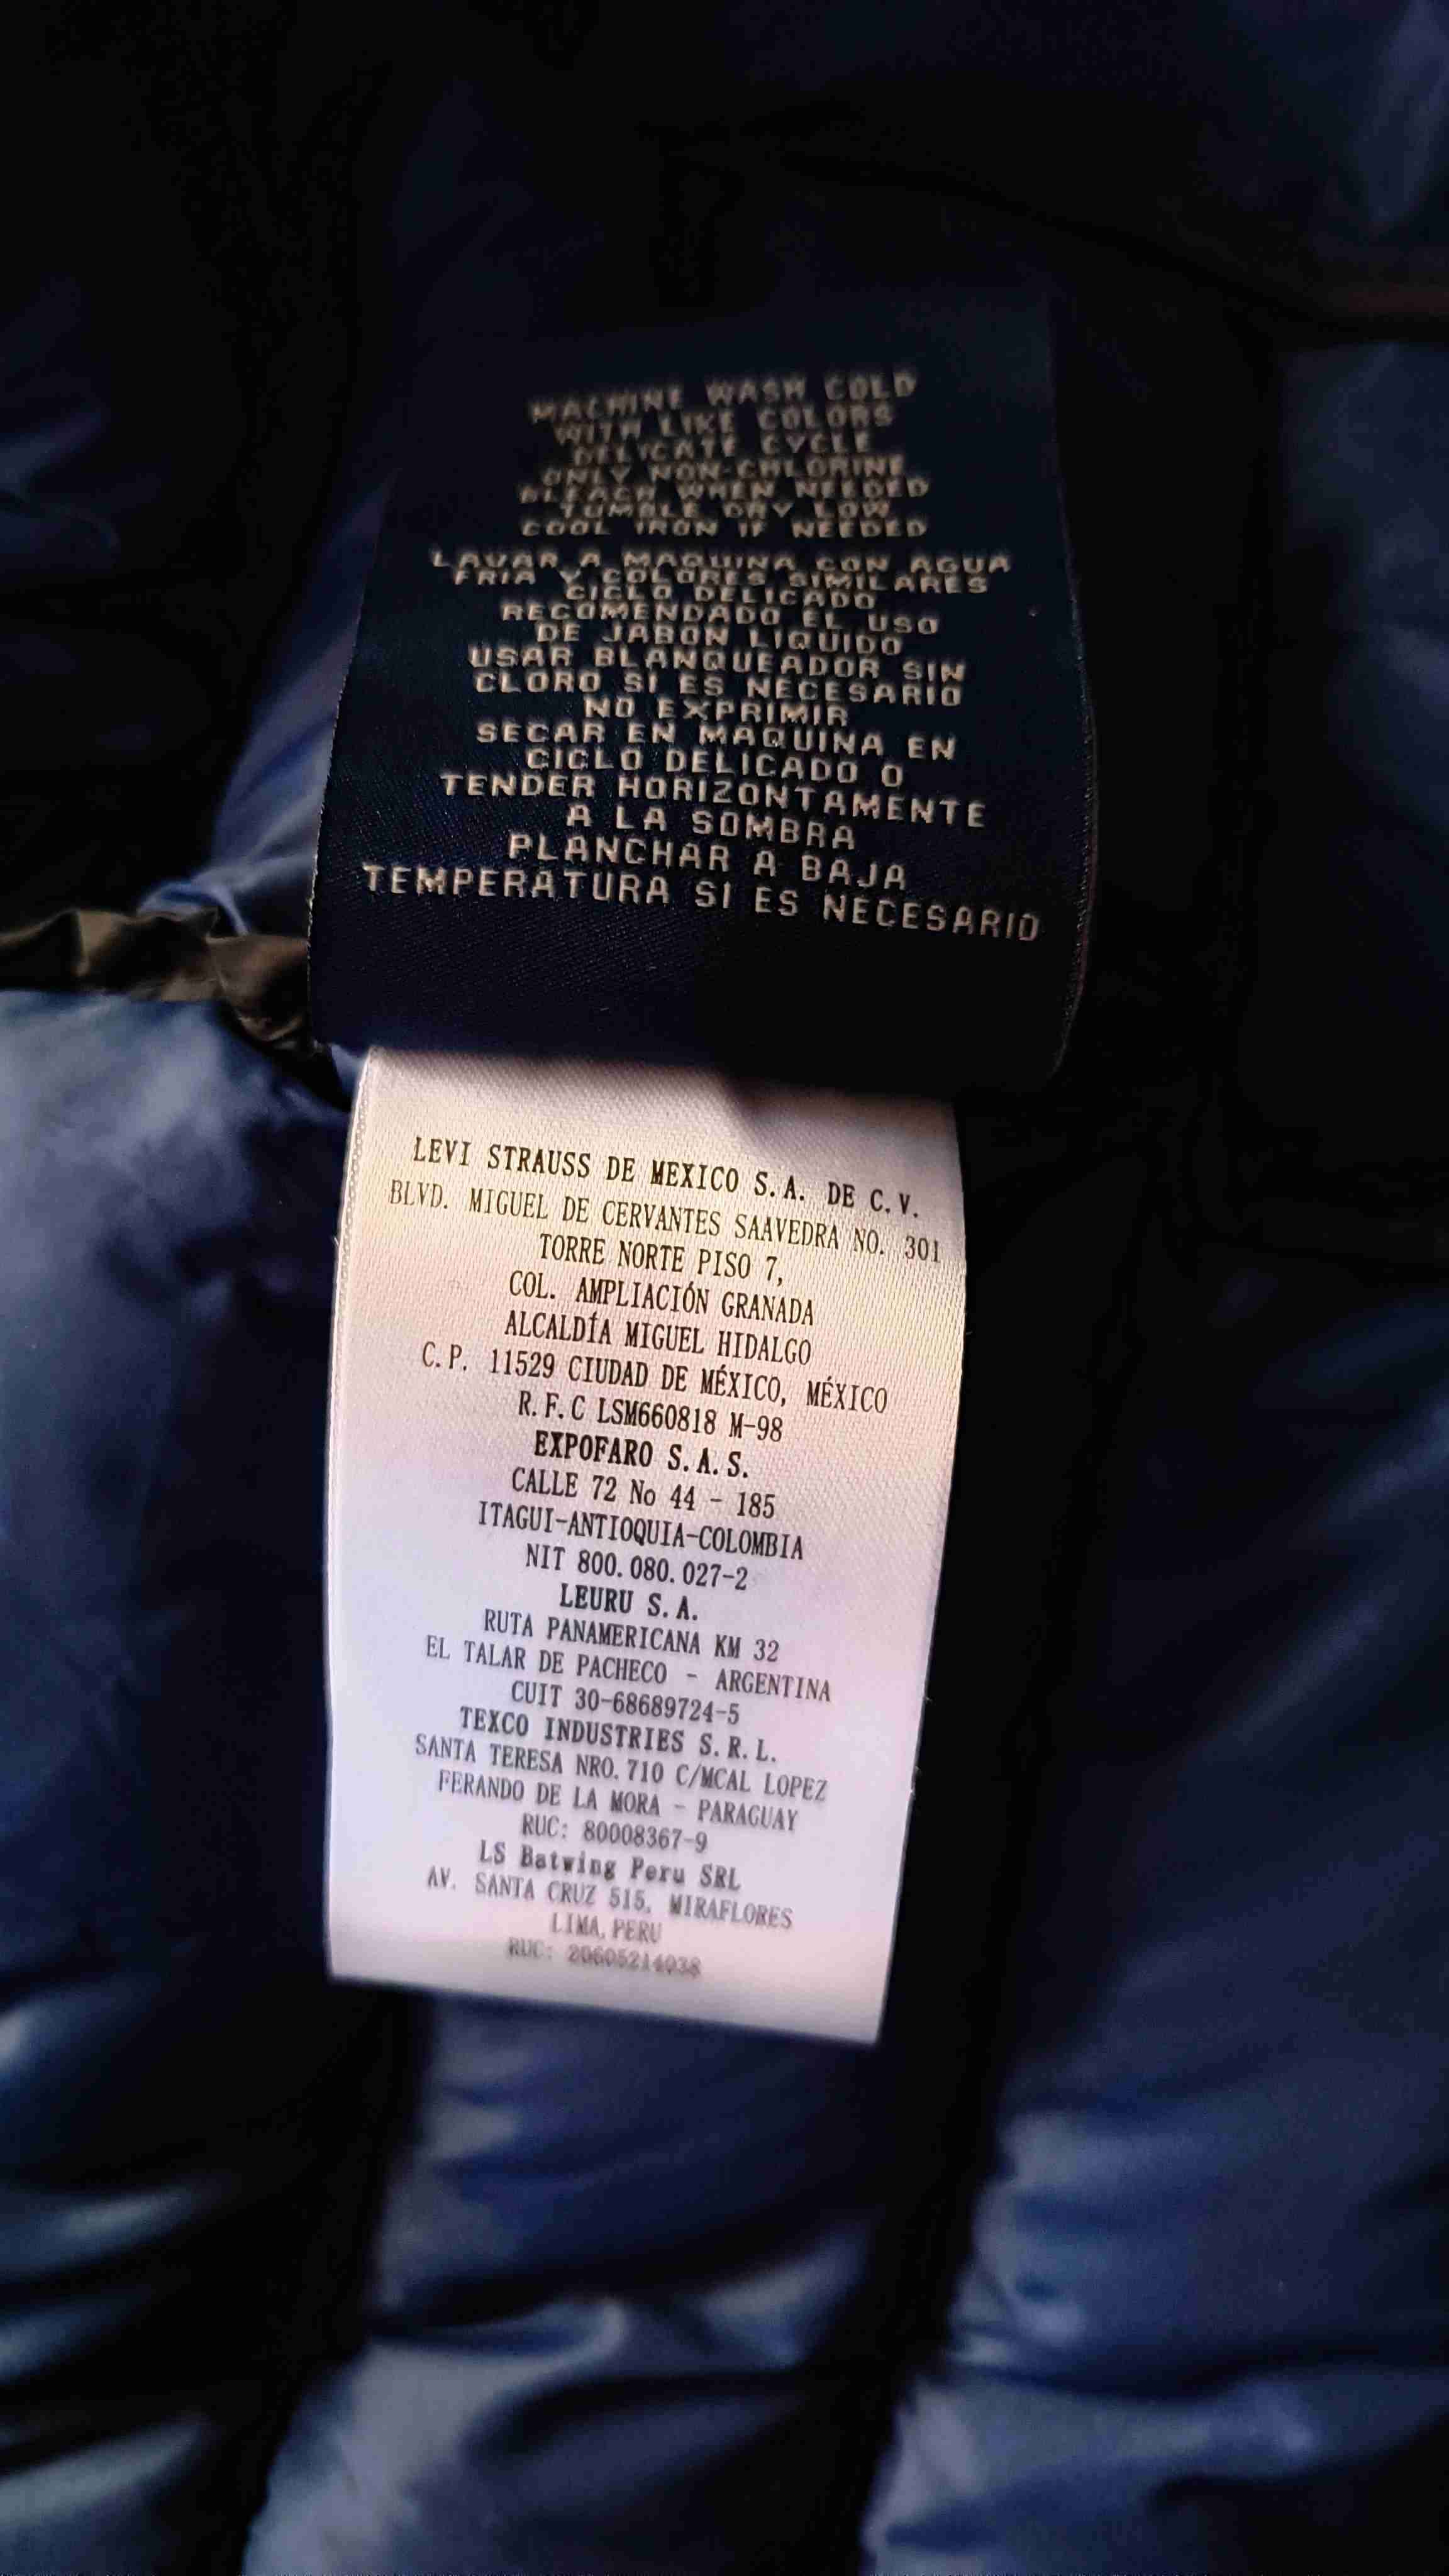 MACHINE WASH COLD
WITH LIKE COLORS
DELICATE CYCLE
ONLY NON-CHLORINE
BLEACH WHEN NEEDED
TUMBLE DRY LOW
COOL IRON IF NEEDED
LAVAR A MAQUINA CON AGUA
FRIA Y COLORES SIMILARES
CICLO DELICADO
RECOMENDADO EL USO
DE JABON LIQUIDO
USAR BLANQUEADOR SIN
CLORO SI ES NECESARIO
NO EXPRIMIR
SECAR EN MAQUINA EN
CICLO DELICADO O
TENDER HORIZONTAMENTE
A LA SOMBRA
PLANCHAR A BAJA
TEMPERATURA SI ES NECESARIO
LEVI STRAUSS DE MEXICO S.A. DE C.V.
BLVD. MIGUEL DE CERVANTES SAAVEDRA NO. 301
TORRE NORTE PISO 7,
COL. AMPLIACIÓN GRANADA
ALCALDÍA MIGUEL HIDALGO
C.P. 11529 CIUDAD DE MÉXICO, MÉXICO
R.F.C LSM660818 M-98
EXPOFARO S.A.S.
CALLE 72 No 44 - 185
ITAGUI-ANTIOQUIA-COLOMBIA
NIT 800.080.027-2
LEURU S.A.
RUTA PANAMERICANA KM 32
EL TALAR DE PACHECO - ARGENTINA
CUIT 30-68689724-5
TEXCO INDUSTRIES S.R.L.
SANTA TERESA NRO.710 C/MCAL LOPEZ
FERANDO DE LA MORA - PARAGUAY
RUC: 80008367-9
LS Batwing Peru SRL
AV. SANTA CRUZ 515, MIRAFLORES
LIMA, PERU
RUC: 20605214038